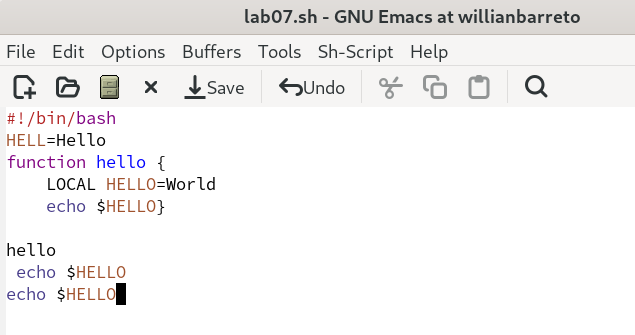 lab07.sh - GNU Emacs at willianbarreto
File Edit Options Buffers Tools Sh-Script Help
Save Undo
#!/bin/bash
HELL=Hello
function hello {
    LOCAL HELLO=World
    echo $HELLO}

hello
 echo $HELLO
echo $HELLO